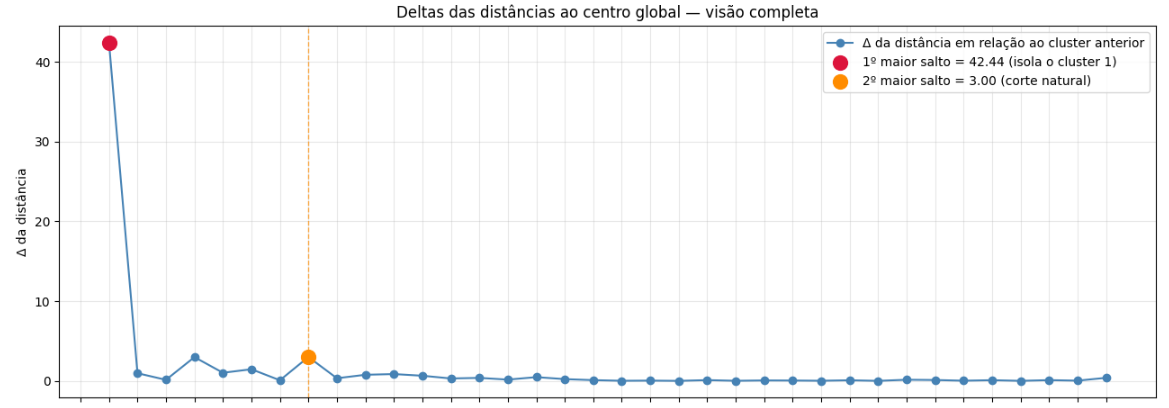 Deltas das distâncias ao centro global — visão completa
Δ da distância em relação ao cluster anterior
1º maior salto = 42.44 (isola o cluster 1)
2º maior salto = 3.00 (corte natural)
Δ da distância
40
30
20
10
0